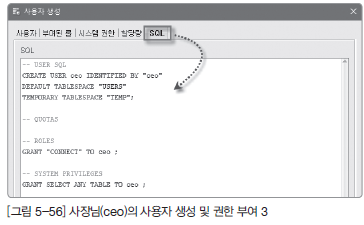 사용자 생성
사용자 부여된 롤 시스템 권한 할당량 SQL
SQL
-- USER SQL
CREATE USER ceo IDENTIFIED BY "ceo"
DEFAULT TABLESPACE "USERS"
TEMPORARY TABLESPACE "TEMP";
-- QUOTAS
-- ROLES
GRANT "CONNECT" TO ceo ;
-- SYSTEM PRIVILEGES
GRANT SELECT ANY TABLE TO ceo ;
[그림 5-56] 사장님(ceo)의 사용자 생성 및 권한 부여 3